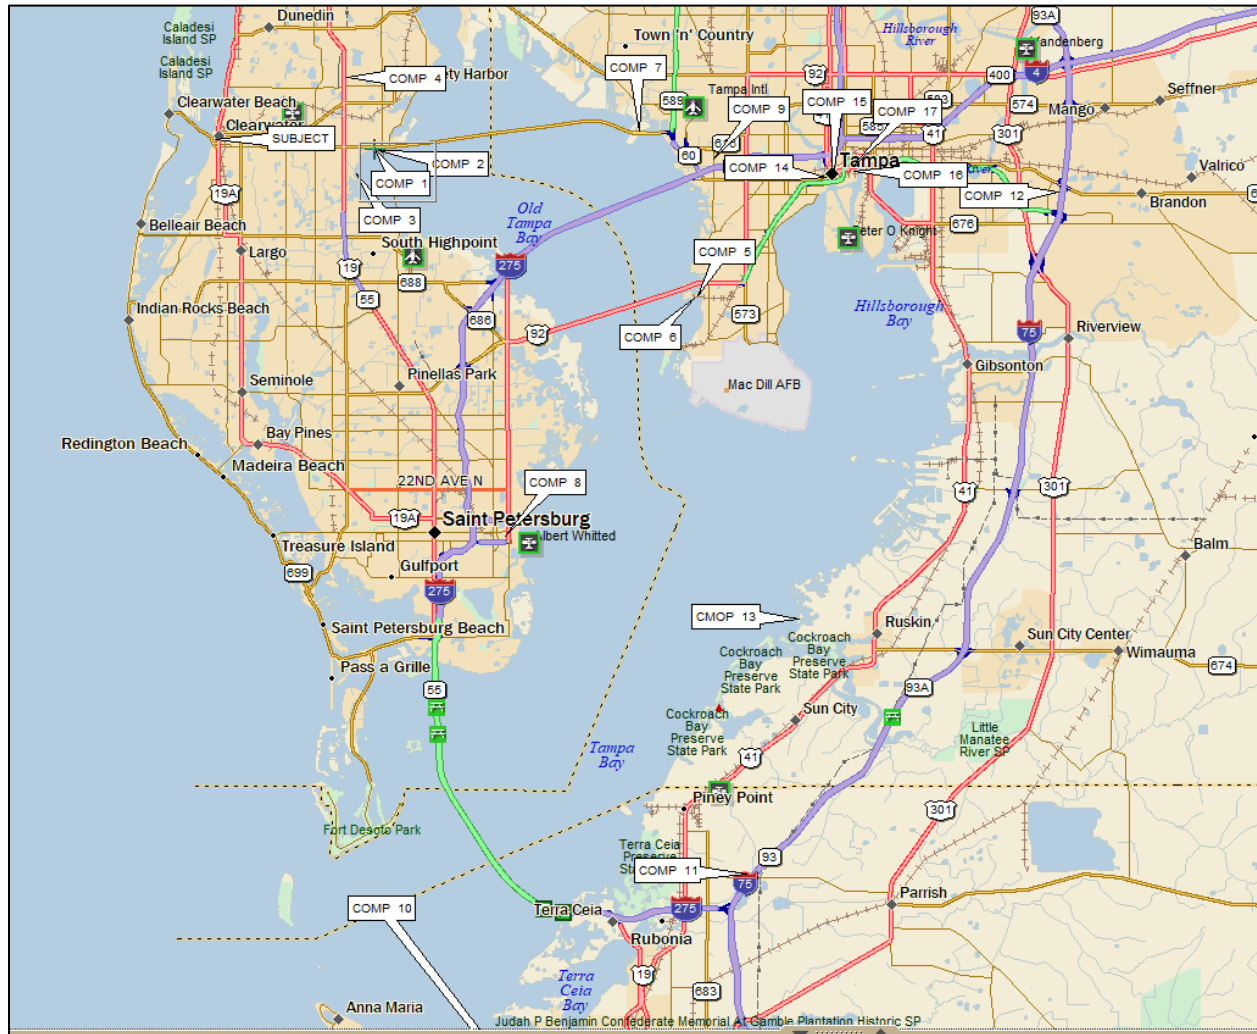 Dunedin
Caladesi
Island SP
Caladesi
Island SP
Town 'n' Country
Hillsborough
River
93A
andenberg
COMP 4
ety Harbor
COMP 7
92
400
4
Clearwater Beach
589
Tampa Intl
COMP 15
574
Seffner
Mango
Clearwater
COMP 9
COMP 17
41
301
SUBJECT
60
COMP 2
COMP 14
Tampa
COMP 16
River
Valrico
COMP 1
COMP 12
19A
Brandon
COMP 3
Old
Tampa
Bay
Belleair Beach
676
South Highpoint
Peter O Knight
Largo
COMP 5
19
275
688
55
Hillsborough
Bay
Indian Rocks Beach
573
686
92
COMP 6
75
Riverview
Gibsonton
Seminole
Pinellas Park
Mac Dill AFB
Bay Pines
Redington Beach
Madeira Beach
22ND AVE N
COMP 8
41
301
19A
Saint Petersburg
Albert Whitted
Treasure Island
Balm
Gulfport
699
275
CMOP 13
Saint Petersburg Beach
Ruskin
Sun City Center
Cockroach
Bay
Preserve
State Park
Cockroach
Bay
Preserve
State Park
Wimauma
Pass a Grille
674
55
93A
Cockroach
Bay
Preserve
State Park
Sun City
Little
Manatee
River SP
Tampa
Bay
41
Piney Point
301
Fort Desoto Park
Terra Ceia
Preserve
93
COMP 11
75
Parrish
COMP 10
Terra Ceia
275
Rubonia
Terra
Ceia
Bay
19
683
Anna Maria
Judah P Benjamin Confederate Memorial At Gamble Plantation Historic SP